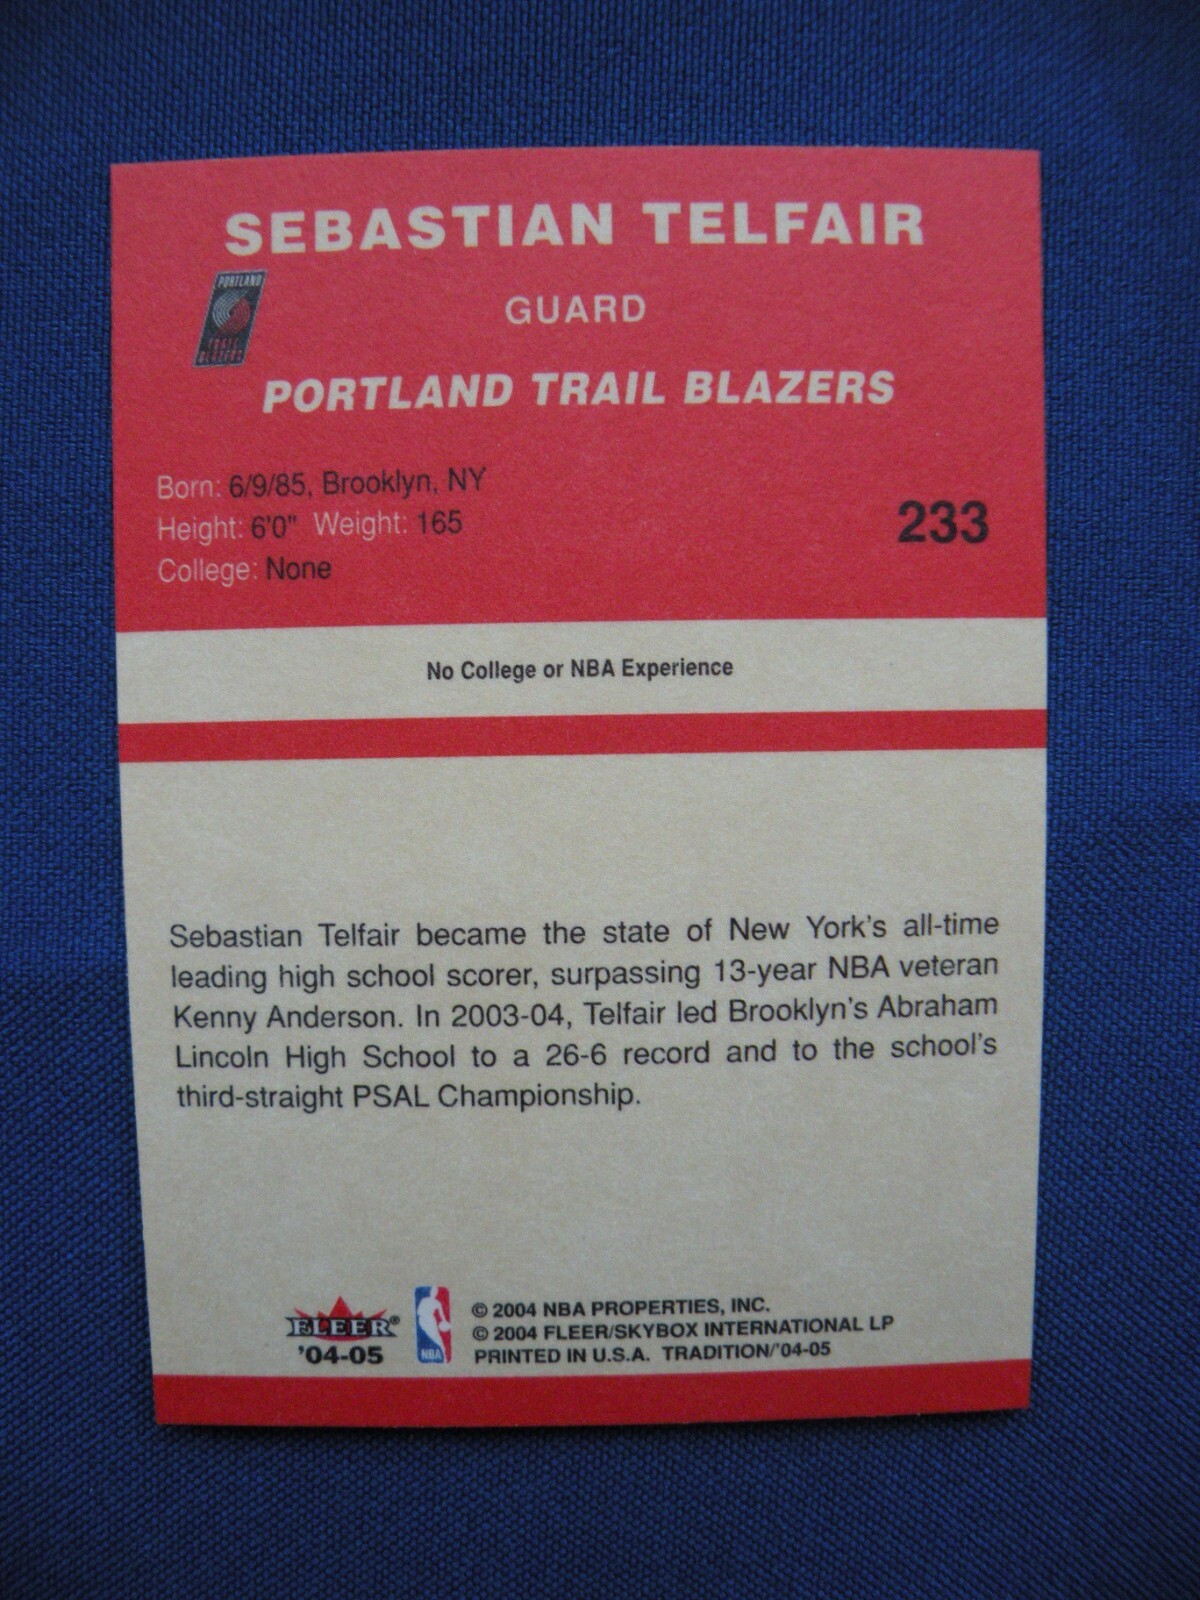 SEBASTIAN TELFAIR
PORTLAND
TRAIL
BLAZERS
GUARD
PORTLAND TRAIL BLAZERS
Born: 6/9/85, Brooklyn, NY
Height: 6'0" Weight: 165
College: None
233
No College or NBA Experience
Sebastian Telfair became the state of New York's all-time
leading high school scorer, surpassing 13-year NBA veteran
Kenny Anderson. In 2003-04, Telfair led Brooklyn's Abraham
Lincoln High School to a 26-6 record and to the school's
third-straight PSAL Championship.
FLEER®
'04-05
NBA
© 2004 NBA PROPERTIES, INC.
© 2004 FLEER/SKYBOX INTERNATIONAL LP
PRINTED IN U.S.A. TRADITION/'04-05